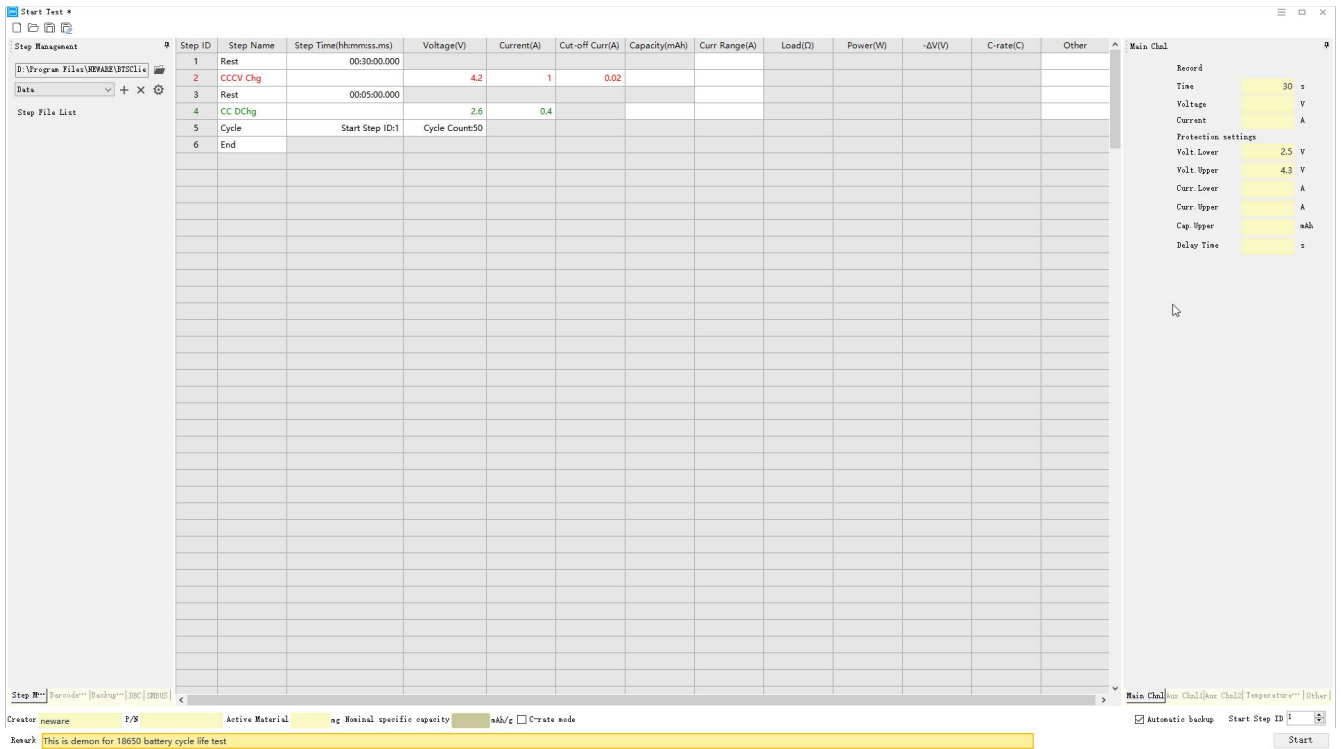 Start Test *
Step Management
D:\Program Files\NEWARE\BTSClie
Data
Step File List
Step ID Step Name Step Time(hh:mm:ss.ms) Voltage(V) Current(A) Cut-off Curr(A) Capacity(mAh) Curr Range(A) Load(Ω) Power(W) -ΔV(V) C-rate(C) Other
1 Rest 00:30:00.000
2 CCCV Chg 4.2 1 0.02
3 Rest 00:05:00.000
4 CC DChg 2.6 0.4
5 Cycle Start Step ID:1 Cycle Count:50
6 End
Main Chnl
Record
Time 30 s
Voltage V
Current A
Protection settings
Volt.Lower 2.5 V
Volt.Upper 4.3 V
Curr.Lower A
Curr.Upper A
Cap.Upper mAh
Delay Time s
Step M... Barcode... Backup... DBC SMBUS
Main Chnl Aux Chnl1 Aux Chnl2 Temperature... Other
Creator neware P/N Active Material mg Nominal specific capacity mAh/g C-rate mode
Automatic backup Start Step ID 1
Remark This is demon for 18650 battery cycle life test
Start